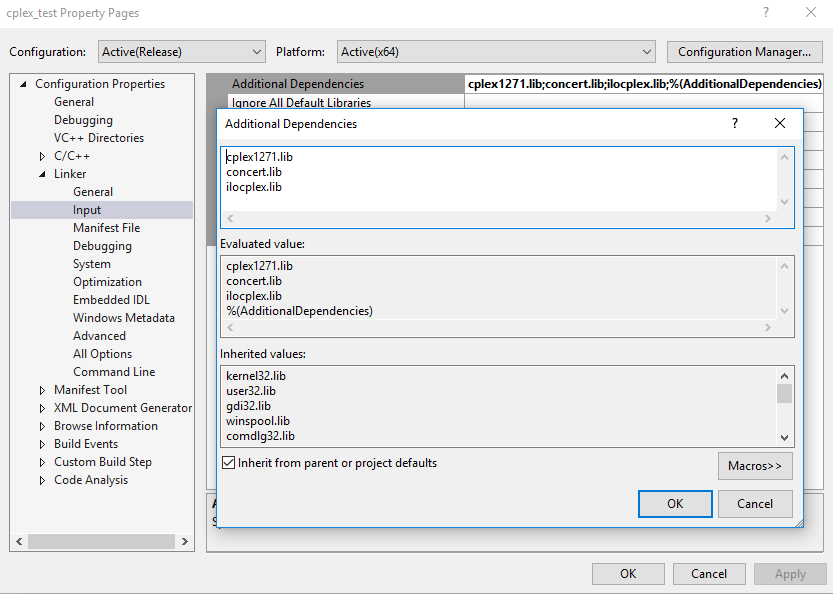 cplex_test Property Pages
Configuration: Active(Release) Platform: Active(x64) Configuration Manager...
Configuration Properties
General
Debugging
VC++ Directories
C/C++
Linker
General
Input
Manifest File
Debugging
System
Optimization
Embedded IDL
Windows Metadata
Advanced
All Options
Command Line
Manifest Tool
XML Document Generator
Browse Information
Build Events
Custom Build Step
Code Analysis
Additional Dependencies cplex1271.lib;concert.lib;ilocplex.lib;%(AdditionalDependencies)
Ignore All Default Libraries
Additional Dependencies
cplex1271.lib
concert.lib
ilocplex.lib
Evaluated value:
cplex1271.lib
concert.lib
ilocplex.lib
%(AdditionalDependencies)
Inherited values:
kernel32.lib
user32.lib
gdi32.lib
winspool.lib
comdlg32.lib
Inherit from parent or project defaults
Macros>>
OK Cancel
OK Cancel Apply